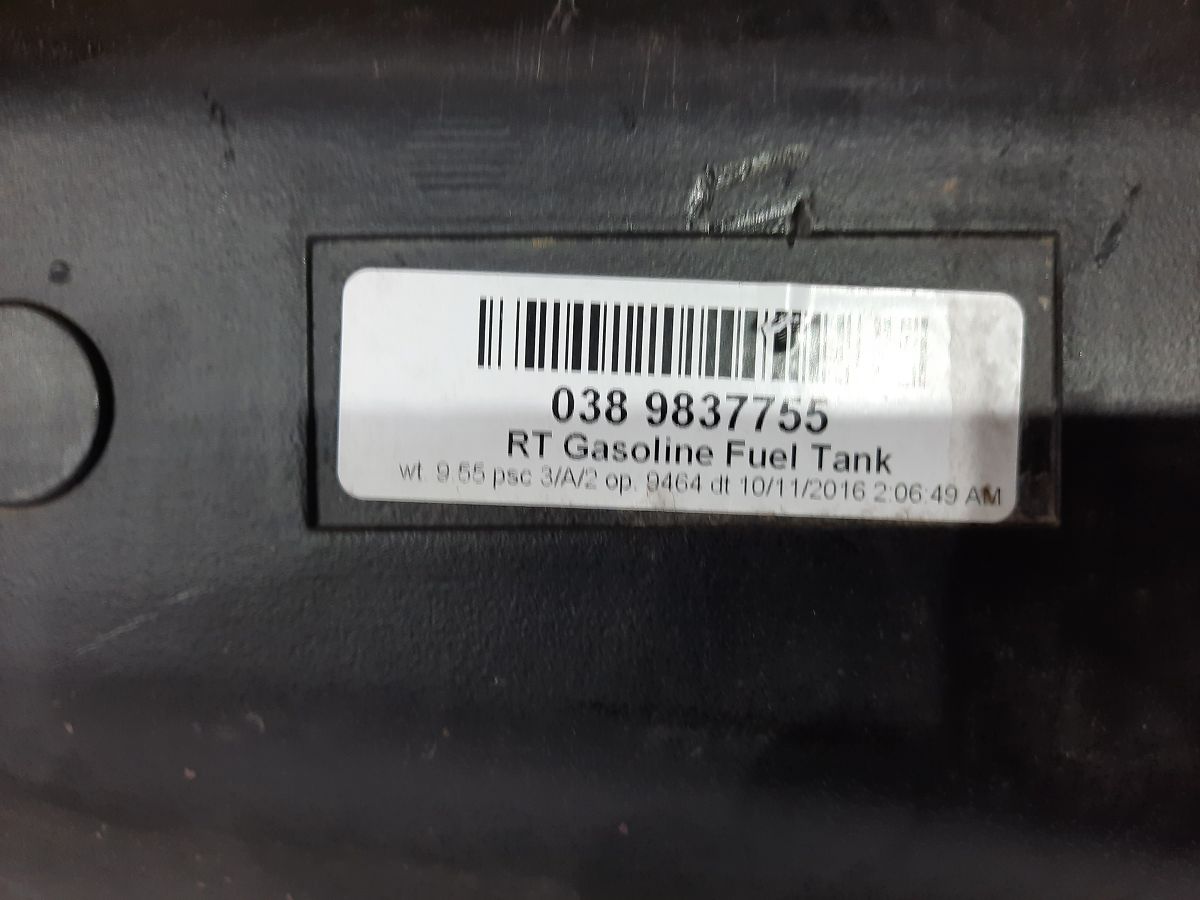 038 9837755
RT Gasoline Fuel Tank
wt. 9.55 psc 3/A/2 op. 9464 dt 10/11/2016 2:06:49 AM